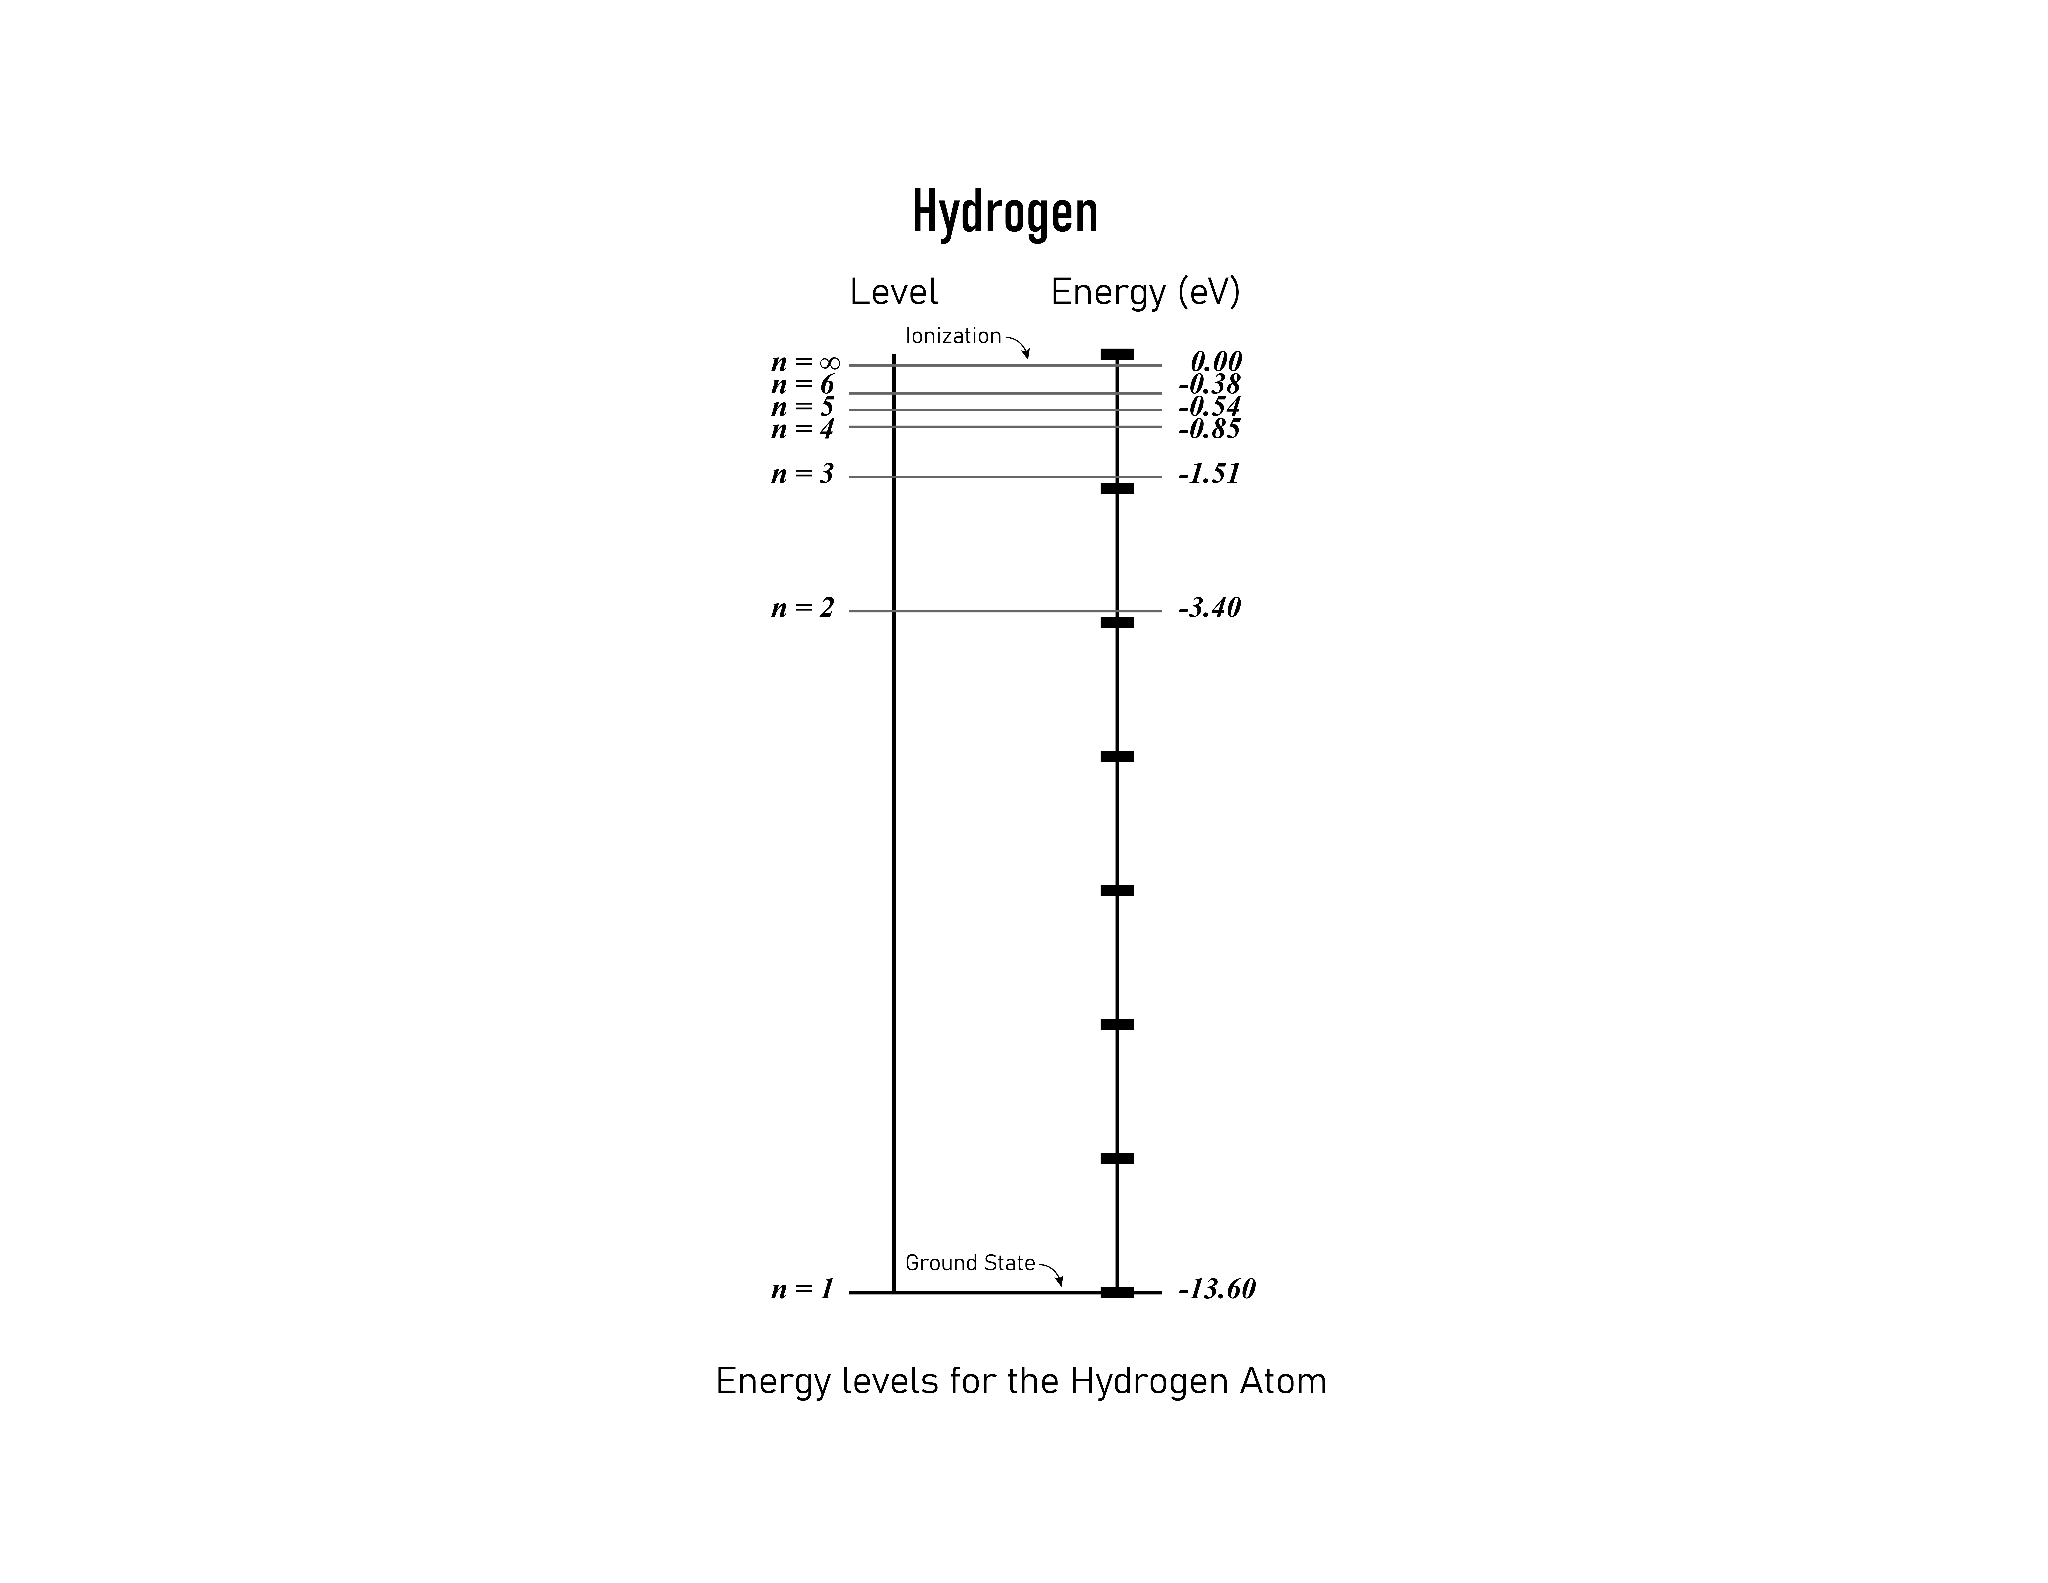 Hydrogen
Level Energy (eV)
Ionization
n = ∞ 0.00
n = 6 -0.38
n = 5 -0.54
n = 4 -0.85
n = 3 -1.51
n = 2 -3.40
Ground State
n = 1 -13.60
Energy levels for the Hydrogen Atom